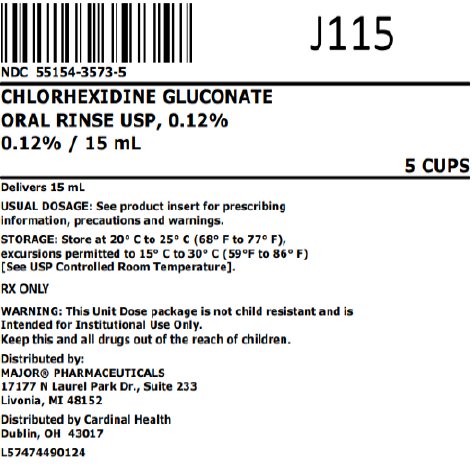 J115
NDC 55154-3573-5
CHLORHEXIDINE GLUCONATE
ORAL RINSE USP, 0.12%
0.12% / 15 mL
5 CUPS
Delivers 15 mL
USUAL DOSAGE: See product insert for prescribing
information, precautions and warnings.
STORAGE: Store at 20° C to 25° C (68° F to 77° F),
excursions permitted to 15° C to 30° C (59°F to 86° F)
[See USP Controlled Room Temperature].
RX ONLY
WARNING: This Unit Dose package is not child resistant and is
Intended for Institutional Use Only.
Keep this and all drugs out of the reach of children.
Distributed by:
MAJOR® PHARMACEUTICALS
17177 N Laurel Park Dr., Suite 233
Livonia, MI 48152
Distributed by Cardinal Health
Dublin, OH 43017
L57474490124